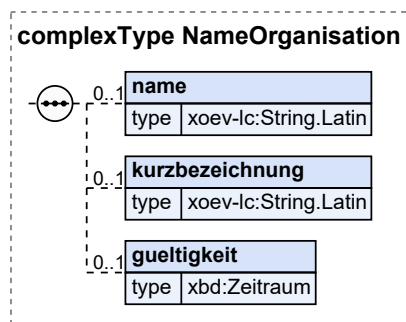 complexType NameOrganisation
0..1
name
type xoev-lc:String.Latin
0..1
kurzbezeichnung
type xoev-lc:String.Latin
0..1
gueltigkeit
type xbd:Zeitraum